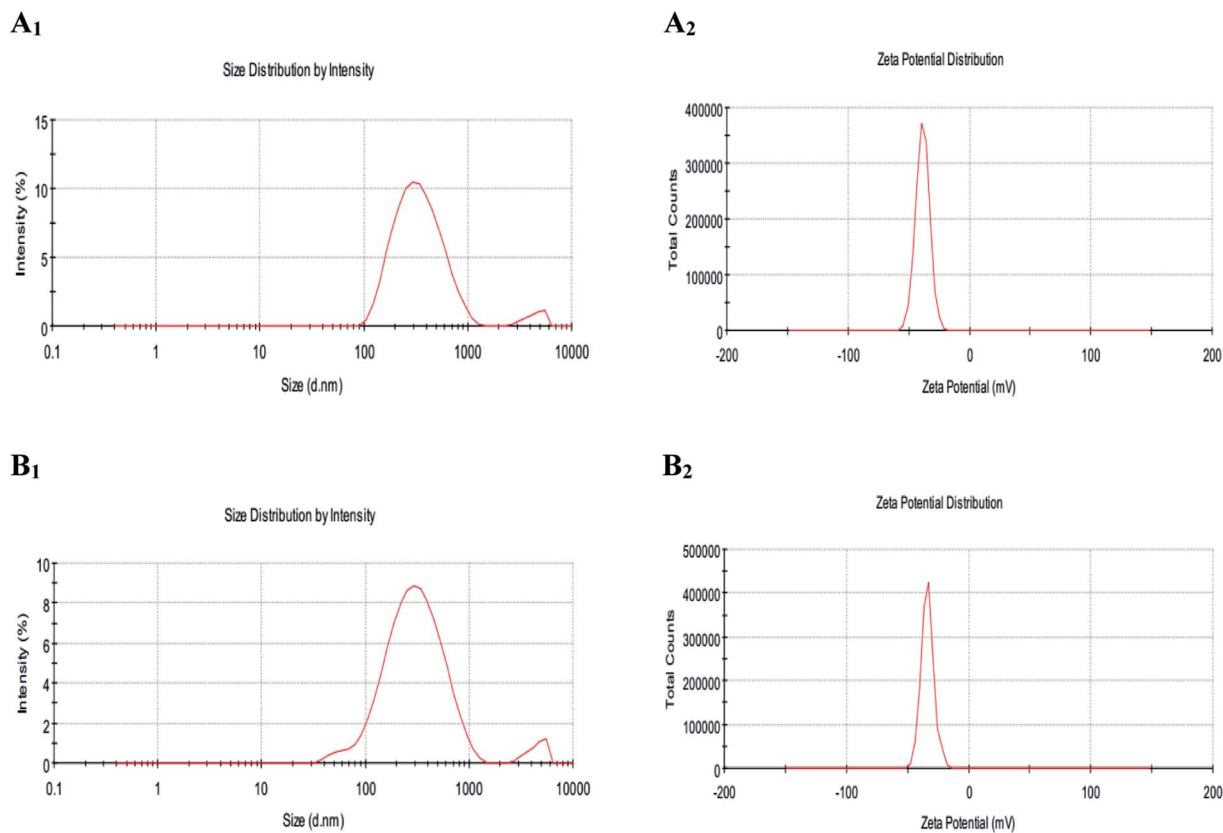 A₁
Size Distribution by Intensity
15
10
5
0
Intensity (%)
0.1 1 10 100 1000 10000
Size (d.nm)
A₂
Zeta Potential Distribution
400000
300000
200000
100000
0
Total Counts
-200 -100 0 100 200
Zeta Potential (mV)
B₁
Size Distribution by Intensity
10
8
6
4
2
0
Intensity (%)
0.1 1 10 100 1000 10000
Size (d.nm)
B₂
Zeta Potential Distribution
500000
400000
300000
200000
100000
0
Total Counts
-200 -100 0 100 200
Zeta Potential (mV)